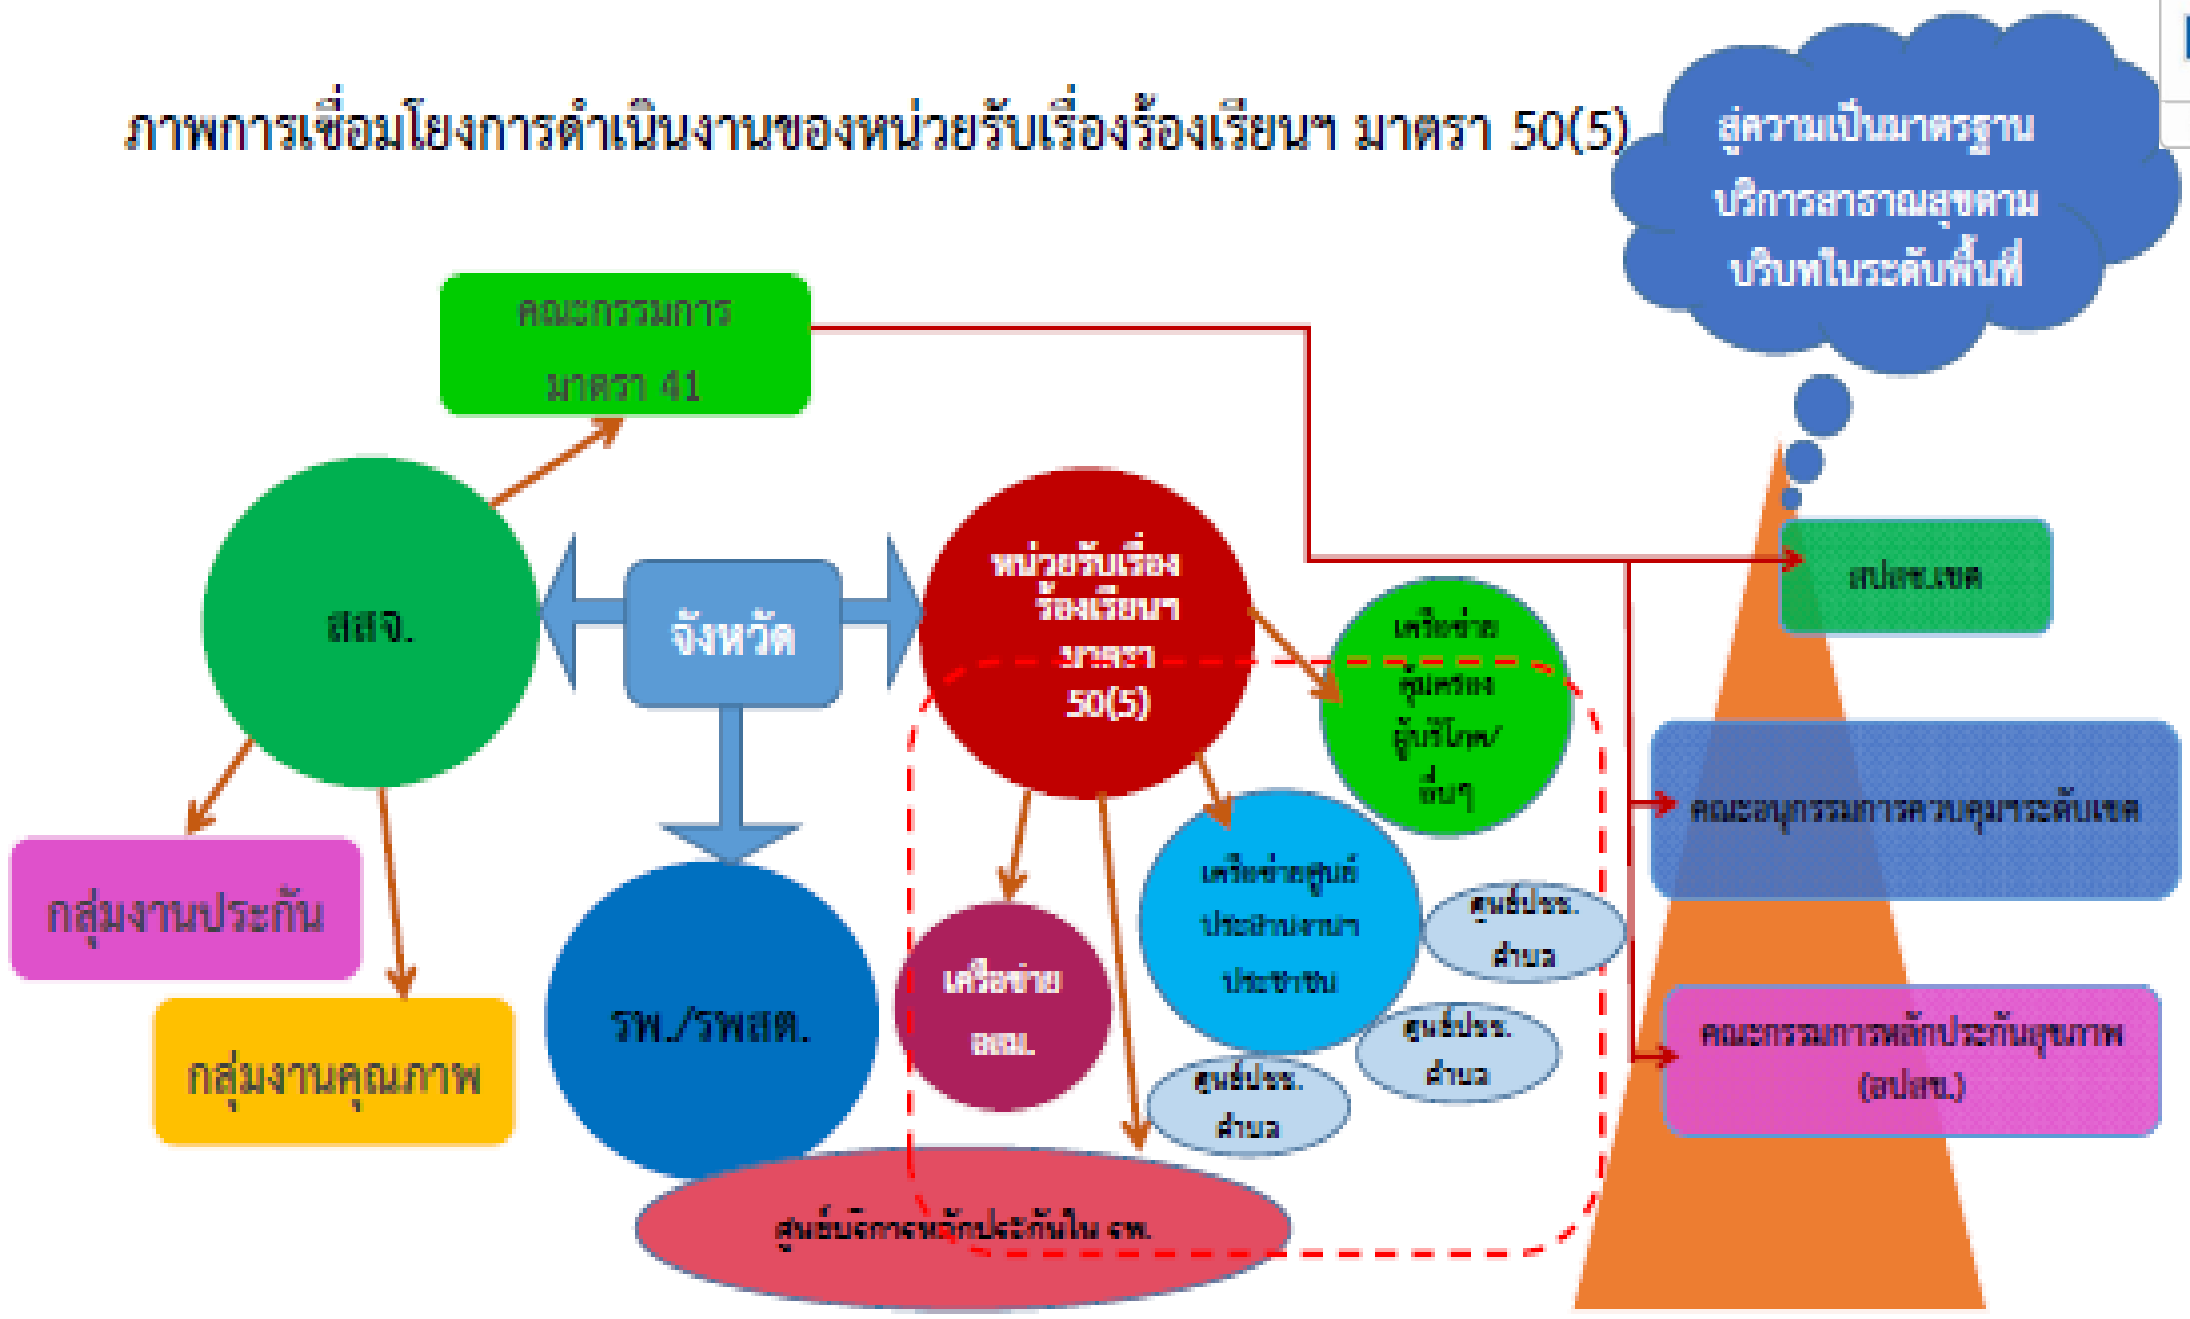 ภาพการเชื่อมโยงการดำเนินงานของหน่วยรับเรื่องร้องเรียนฯ มาตรา 50(5)
สู่ความเป็นมาตรฐาน
บริการสาธาณสุขตาม
บริบทในระดับพื้นที่
คณะกรรมการ
มาตรา 41
สสจ.
จังหวัด
หน่วยรับเรื่อง
ร้องเรียนฯ
มาตรา
50(5)
เครือข่าย
คุ้มครอง
ผู้บริโภค/
อื่นๆ
สปสช.เขต
คณะอนุกรรมการควบคุมฯระดับเขต
คณะกรรมการหลักประกันสุขภาพ
(อปสข.)
กลุ่มงานประกัน
กลุ่มงานคุณภาพ
รพ./รพสต.
เครือข่าย
อสม.
เครือข่ายศูนย์
ประสานงานฯ
ประชาชน
ศูนย์ปชช.
ตำบล
ศูนย์ปชช.
ตำบล
ศูนย์ปชช.
ตำบล
ศูนย์บริการหลักประกันใน รพ.